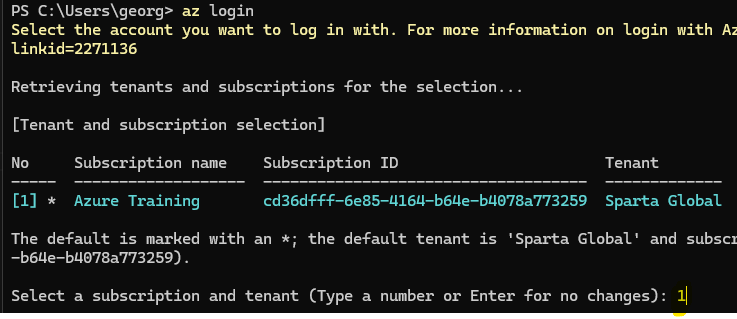 PS C:\Users\georg> az login
Select the account you want to log in with. For more information on login with Az
linkid=2271136
Retrieving tenants and subscriptions for the selection...
[Tenant and subscription selection]
No Subscription name Subscription ID Tenant
----- ------------------- ------------------------------------ -------------
[1] * Azure Training cd36dfff-6e85-4164-b64e-b4078a773259 Sparta Global
The default is marked with an *; the default tenant is 'Sparta Global' and subscr
-b64e-b4078a773259).
Select a subscription and tenant (Type a number or Enter for no changes): 1